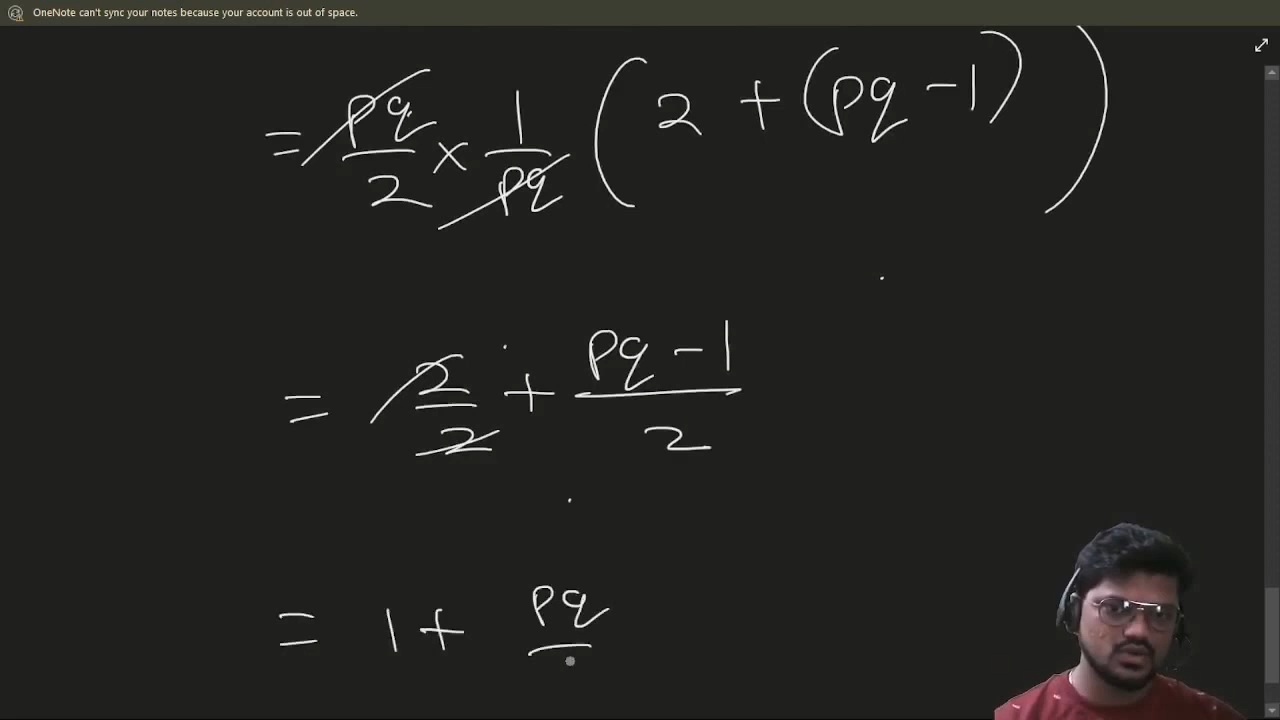 OneNote can't sync your notes because your account is out of space.
= pq/2 × 1/pq (2 + (pq - 1))
= 2/2 + pq - 1/2
= 1 + pq